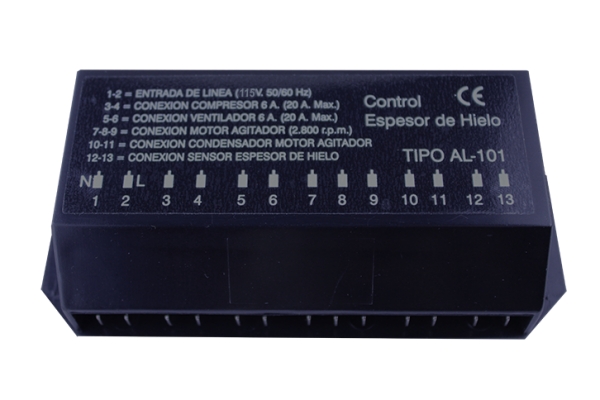 1-2 = ENTRADA DE LINEA (115V. 50/60 Hz)
3-4 = CONEXION COMPRESOR 6 A. (20 A. Max.)
5-6 = CONEXION VENTILADOR 6 A. (20 A. Max.)
7-8-9 = CONEXION MOTOR AGITADOR (2.800 r.p.m.)
10-11 = CONEXION CONDENSADOR MOTOR AGITADOR
12-13 = CONEXION SENSOR ESPESOR DE HIELO
CE
Control
Espesor de Hielo
TIPO AL-101
N L
1 2 3 4 5 6 7 8 9 10 11 12 13